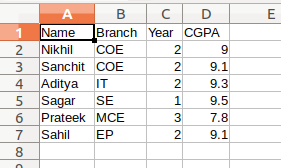 A B C D E
1 Name Branch Year CGPA
2 Nikhil COE 2 9
3 Sanchit COE 2 9.1
4 Aditya IT 2 9.3
5 Sagar SE 1 9.5
6 Prateek MCE 3 7.8
7 Sahil EP 2 9.1
8